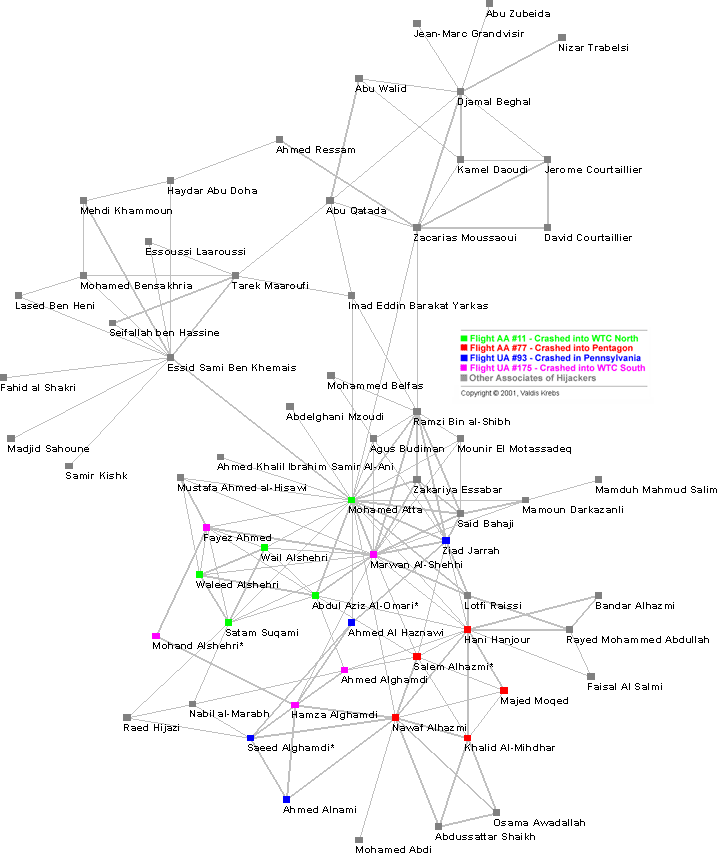 Abu Zubeida
Jean-Marc Grandvisir
Nizar Trabelsi
Abu Walid
Djamal Beghal
Ahmed Ressam
Kamel Daoudi
Jerome Courtaillier
Haydar Abu Doha
Mehdi Khammoun
Abu Qatada
Zacarias Moussaoui
David Courtaillier
Essoussi Laaroussi
Mohamed Bensakhria
Tarek Maaroufi
Lased Ben Heni
Imad Eddin Barakat Yarkas
Seifallah ben Hassine
Flight AA #11 - Crashed into WTC North
Flight AA #77 - Crashed into Pentagon
Flight UA #93 - Crashed in Pennsylvania
Flight UA #175 - Crashed into WTC South
Other Associates of Hijackers
Copyright © 2001, Valdis Krebs
Essid Sami Ben Khemais
Fahid al Shakri
Mohammed Belfas
Abdelghani Mzoudi
Ramzi Bin al-Shibh
Madjid Sahoune
Agus Budiman
Mounir El Motassadeq
Samir Kishk
Ahmed Khalil Ibrahim Samir Al-Ani
Mustafa Ahmed al-Hisawi
Zakariya Essabar
Mamduh Mahmud Salim
Mohamed Atta
Mamoun Darkazanli
Said Bahaji
Fayez Ahmed
Ziad Jarrah
Wail Alshehri
Marwan Al-Shehhi
Waleed Alshehri
Abdul Aziz Al-Omari*
Lotfi Raissi
Bandar Alhazmi
Satam Suqami
Ahmed Al Haznawi
Hani Hanjour
Rayed Mohammed Abdullah
Mohand Alshehri*
Salem Alhazmi*
Ahmed Alghamdi
Faisal Al Salmi
Majed Moqed
Nabil al-Marabh
Hamza Alghamdi
Raed Hijazi
Nawaf Alhazmi
Saeed Alghamdi*
Khalid Al-Mihdhar
Ahmed Alnami
Osama Awadallah
Abdussattar Shaikh
Mohamed Abdi